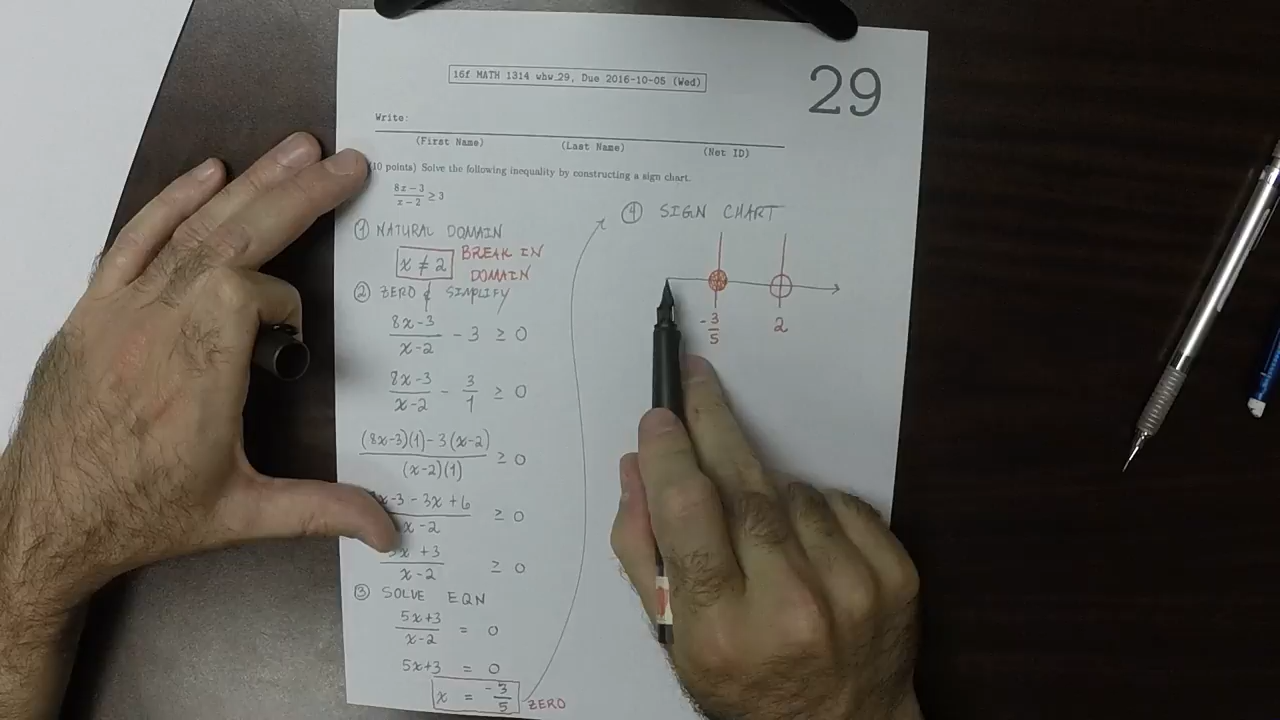 16f MATH 1314 whw_29, Due 2016-10-05 (Wed)
29
Write:
(First Name) (Last Name) (Net ID)
10 points) Solve the following inequality by constructing a sign chart.
(8x − 3)/(x − 2) ≥ 3
① NATURAL DOMAIN
x ≠ 2 BREAK IN
DOMAIN
② ZERO & SIMPLIFY
(8x-3)/(x-2) - 3 ≥ 0
(8x-3)/(x-2) - 3/1 ≥ 0
((8x-3)(1) - 3(x-2))/((x-2)(1)) ≥ 0
x-3 - 3x + 6 / x-2 ≥ 0
x + 3 / x-2 ≥ 0
③ SOLVE EQN
(5x+3)/(x-2) = 0
5x+3 = 0
x = -3/5 ZERO
④ SIGN CHART
-3/5 2